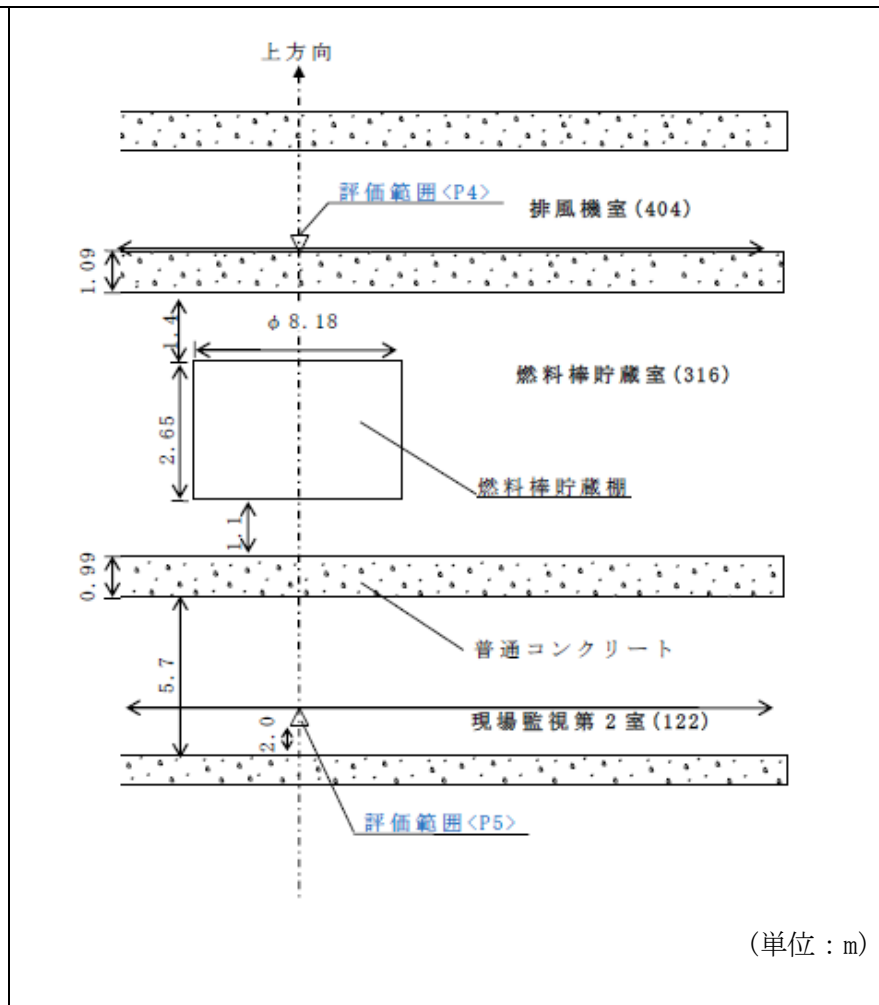 上方向
評価範囲<P4>
排風機室(404)
1.09
1.4
φ8.18
燃料棒貯蔵室(316)
2.65
燃料棒貯蔵棚
1.1
0.99
普通コンクリート
5.7
現場監視第2室(122)
2.0
評価範囲<P5>
(単位：m)